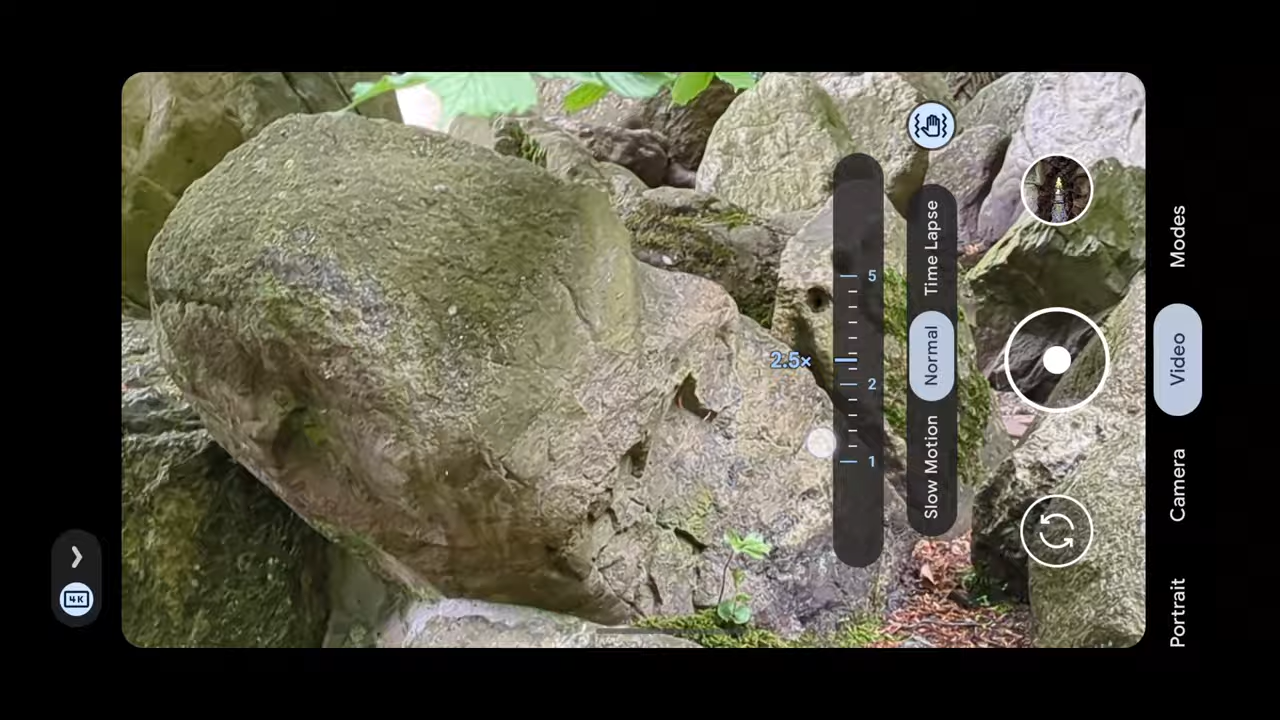 5
2.5×
2
1
Time Lapse
Normal
Slow Motion
Modes
Video
Camera
Portrait
4K